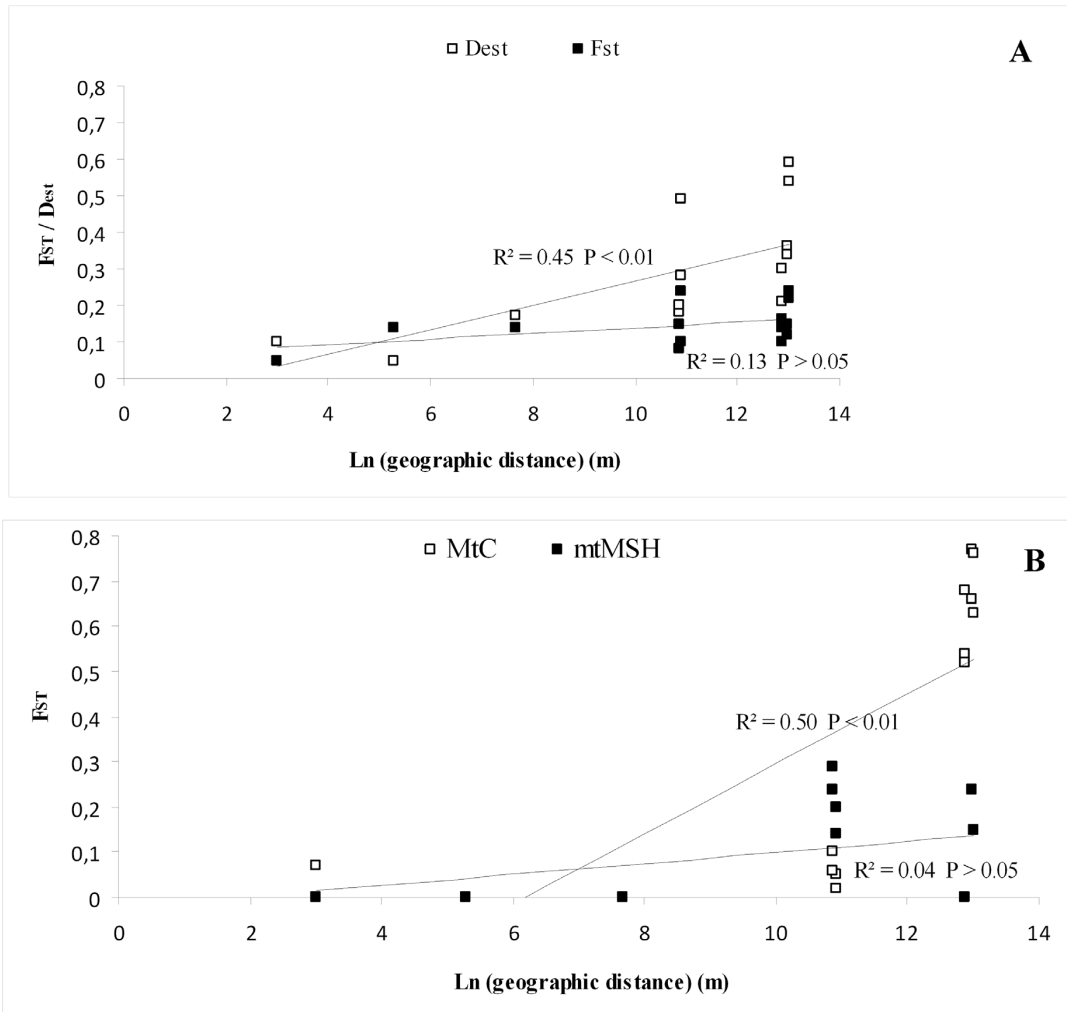 Dest Fst
A
0,8
0,7
0,6
0,5
0,4
0,3
0,2
0,1
0
FST / Dest
R² = 0.45 P < 0.01
R² = 0.13 P > 0.05
0 2 4 6 8 10 12 14
Ln (geographic distance) (m)
MtC mtMSH
B
0,8
0,7
0,6
0,5
0,4
0,3
0,2
0,1
0
FST
R² = 0.50 P < 0.01
R² = 0.04 P > 0.05
0 2 4 6 8 10 12 14
Ln (geographic distance) (m)